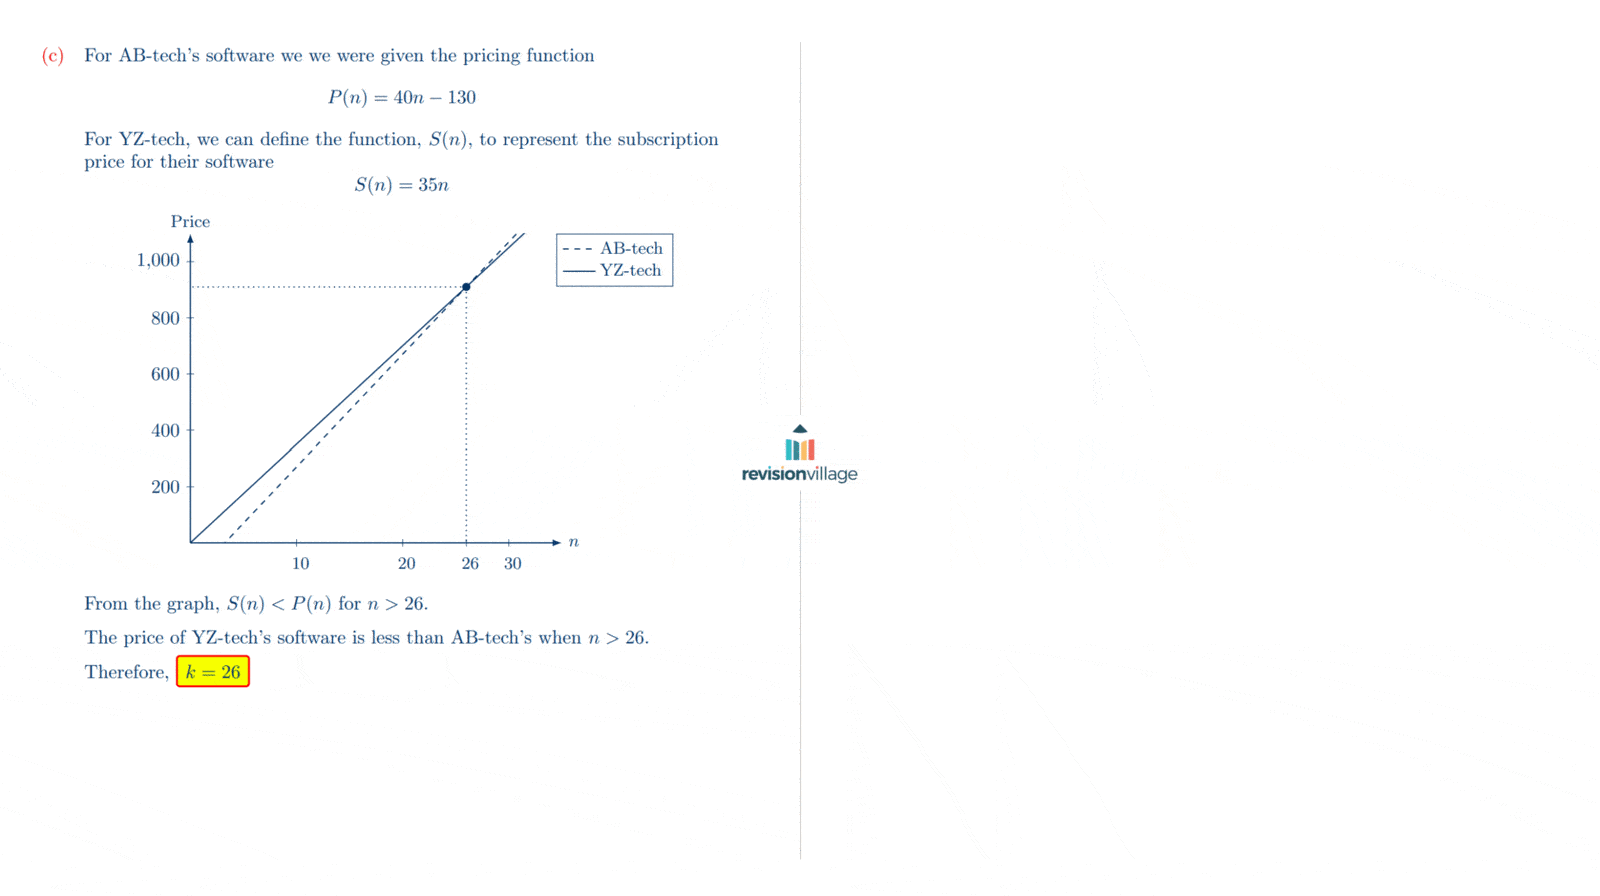 (c) For AB-tech's software we we were given the pricing function
P(n) = 40n − 130
For YZ-tech, we can define the function, S(n), to represent the subscription
price for their software
S(n) = 35n
Price
1,000
800
600
400
200
10 20 26 30
n
AB-tech
YZ-tech
From the graph, S(n) < P(n) for n > 26.
The price of YZ-tech's software is less than AB-tech's when n > 26.
Therefore, k = 26
revisionvillage